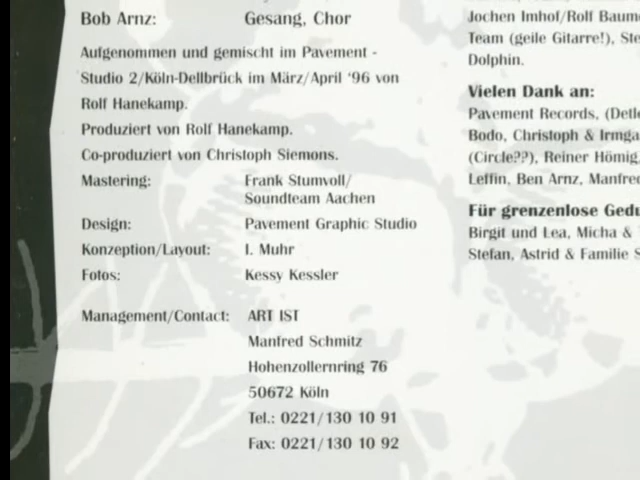 Bob Arnz: Gesang, Chor
Aufgenommen und gemischt im Pavement -
Studio 2/Köln-Dellbrück im März/April '96 von
Rolf Hanekamp.
Produziert von Rolf Hanekamp.
Co-produziert von Christoph Siemons.
Mastering: Frank Stumvoll/
Soundteam Aachen
Design: Pavement Graphic Studio
Konzeption/Layout: I. Muhr
Fotos: Kessy Kessler
Management/Contact: ART IST
Manfred Schmitz
Hohenzollernring 76
50672 Köln
Tel.: 0221/130 10 91
Fax: 0221/130 10 92
Jochen Imhof/Rolf
Team (geile Gitarre!),
Dolphin.
Vielen Dank an:
Pavement Records,
Bodo, Christoph &
(Circle??), Reiner Hömig,
Leffin, Ben Arnz,
Für grenzenlose
Birgit und Lea, Micha &
Stefan, Astrid & Familie